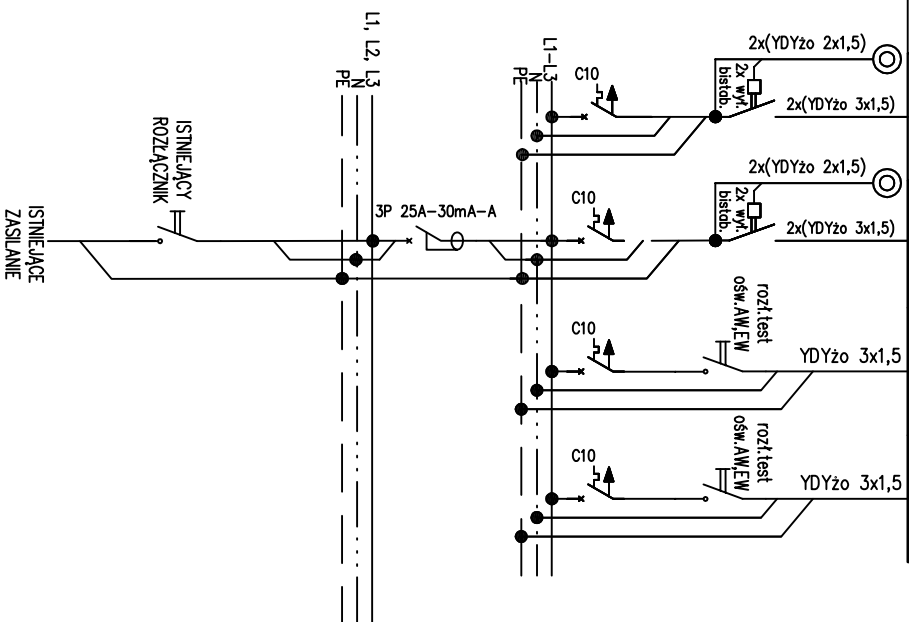 2x(YDYżo 2x1,5)
2x wył.
bistab.
2x(YDYżo 3x1,5)
C10
L1-L3
N
PE
L1, L2, L3
N
PE
2x(YDYżo 2x1,5)
2x wył.
bistab.
2x(YDYżo 3x1,5)
C10
3P 25A-30mA-A
ISTNIEJĄCY
ROZŁĄCZNIK
ISTNIEJĄCE
ZASILANIE
rozł.test
ośw.AW,EW
YDYżo 3x1,5
C10
rozł.test
ośw.AW,EW
YDYżo 3x1,5
C10